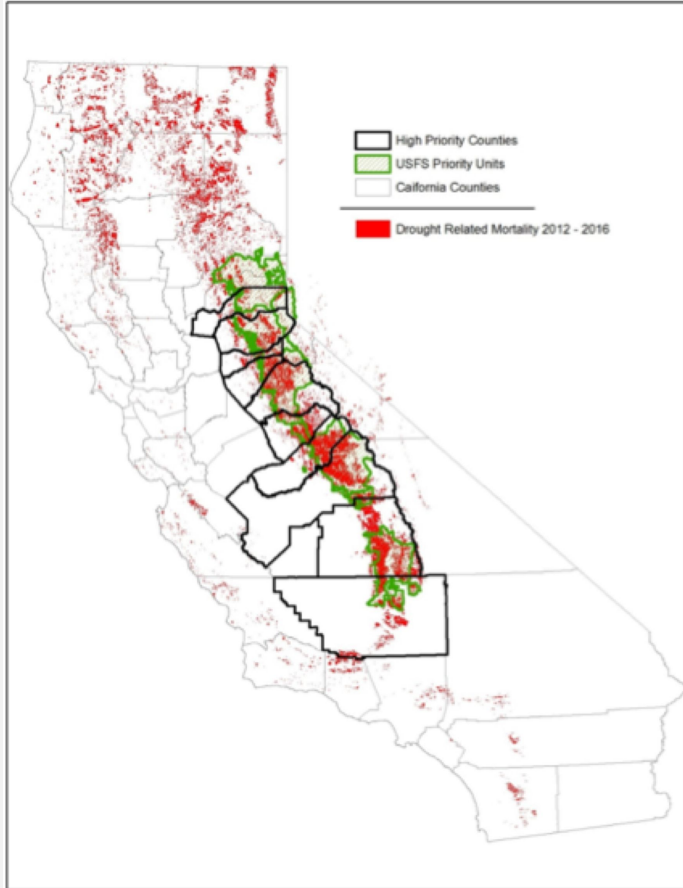 High Priority Counties
USFS Priority Units
Caifornia Counties
Drought Related Mortality 2012 - 2016